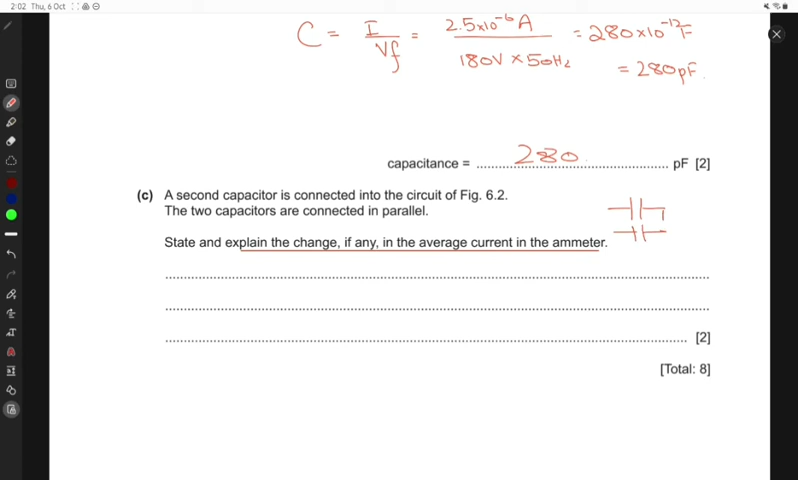 2:02 Thu, 6 Oct
C = I / Vf = 2.5×10⁻⁶ A / 180V × 50Hz = 280×10⁻¹² F
= 280pF.
capacitance = ........ 280 ........ pF [2]
(c) A second capacitor is connected into the circuit of Fig. 6.2.
The two capacitors are connected in parallel.
State and explain the change, if any, in the average current in the ammeter.
[2]
[Total: 8]